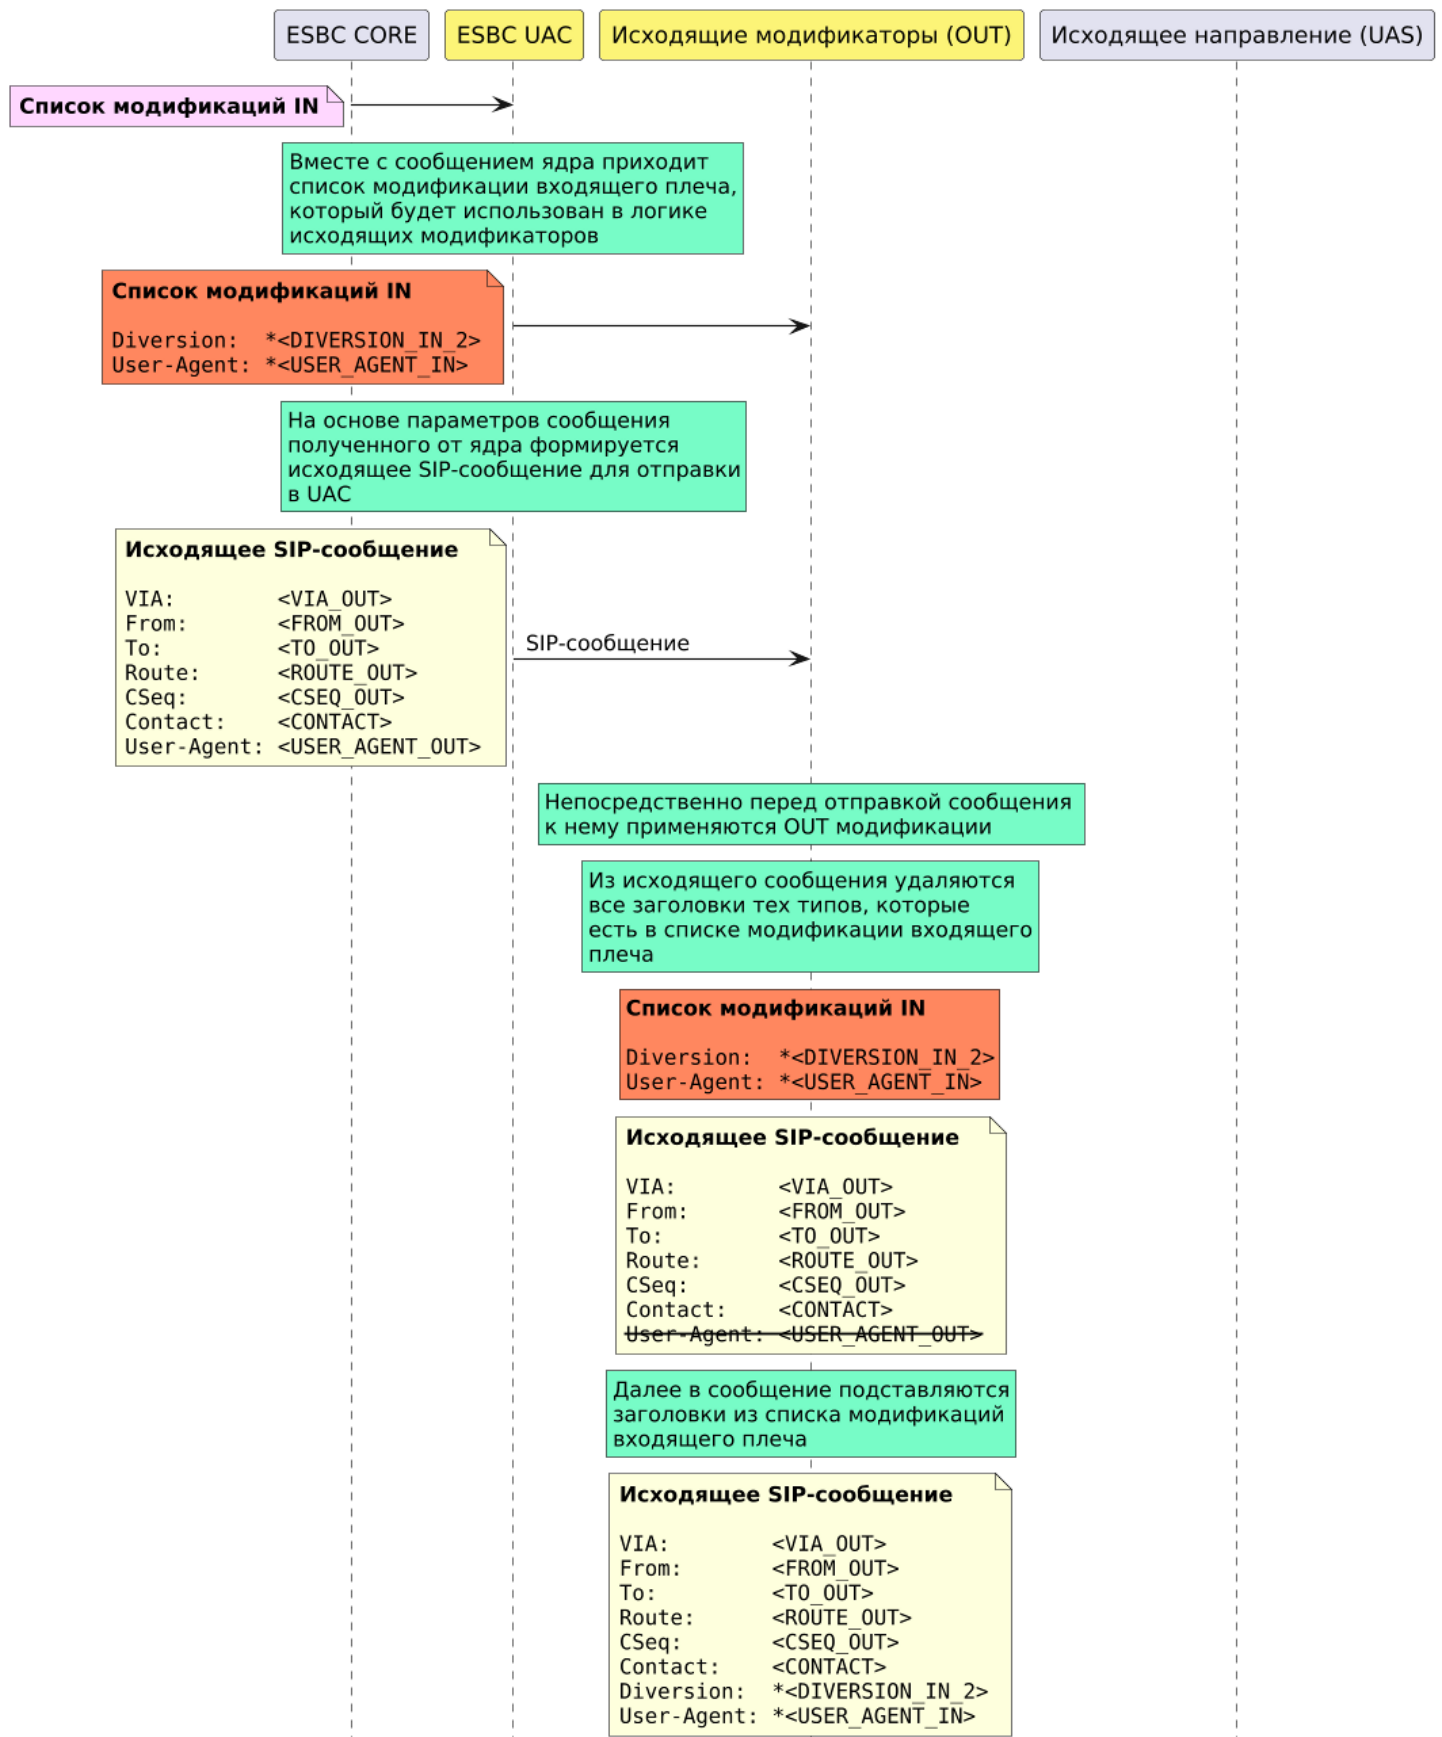 ESBC CORE
ESBC UAC
Исходящие модификаторы (OUT)
Исходящее направление (UAS)
Список модификаций IN
Вместе с сообщением ядра приходит
список модификации входящего плеча,
который будет использован в логике
исходящих модификаторов
Список модификаций IN
Diversion:  *<DIVERSION_IN_2>
User-Agent: *<USER_AGENT_IN>
На основе параметров сообщения
полученного от ядра формируется
исходящее SIP-сообщение для отправки
в UAC
Исходящее SIP-сообщение
VIA:        <VIA_OUT>
From:       <FROM_OUT>
To:         <TO_OUT>
Route:      <ROUTE_OUT>
CSeq:       <CSEQ_OUT>
Contact:    <CONTACT>
User-Agent: <USER_AGENT_OUT>
SIP-сообщение
Непосредственно перед отправкой сообщения
к нему применяются OUT модификации
Из исходящего сообщения удаляются
все заголовки тех типов, которые
есть в списке модификации входящего
плеча
Список модификаций IN
Diversion:  *<DIVERSION_IN_2>
User-Agent: *<USER_AGENT_IN>
Исходящее SIP-сообщение
VIA:        <VIA_OUT>
From:       <FROM_OUT>
To:         <TO_OUT>
Route:      <ROUTE_OUT>
CSeq:       <CSEQ_OUT>
Contact:    <CONTACT>
User-Agent: <USER_AGENT_OUT>
Далее в сообщение подставляются
заголовки из списка модификаций
входящего плеча
Исходящее SIP-сообщение
VIA:        <VIA_OUT>
From:       <FROM_OUT>
To:         <TO_OUT>
Route:      <ROUTE_OUT>
CSeq:       <CSEQ_OUT>
Contact:    <CONTACT>
Diversion:  *<DIVERSION_IN_2>
User-Agent: *<USER_AGENT_IN>